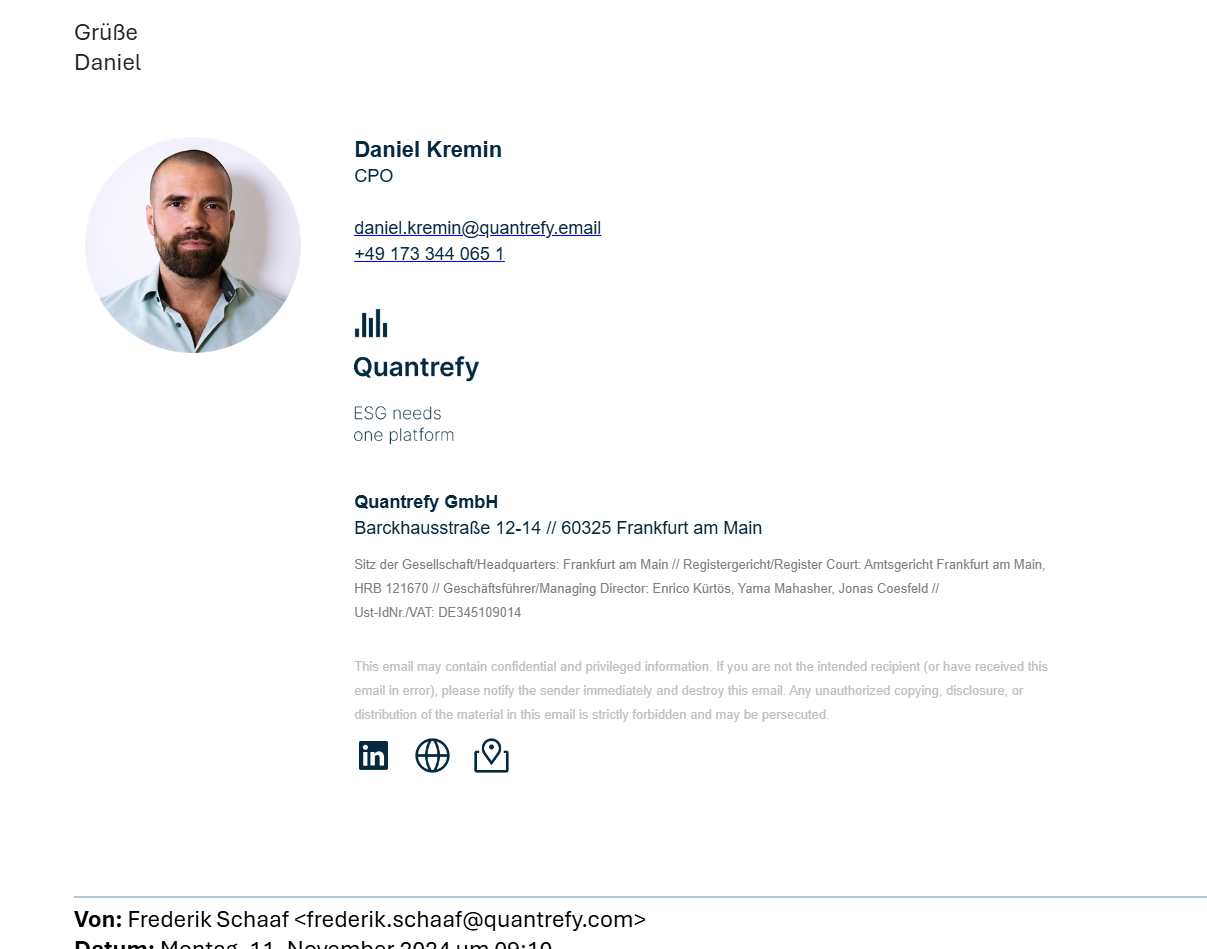 Grüße
Daniel
Daniel Kremin
CPO
daniel.kremin@quantrefy.email
+49 173 344 065 1
Quantrefy
ESG needs
one platform
Quantrefy GmbH
Barckhausstraße 12-14 // 60325 Frankfurt am Main
Sitz der Gesellschaft/Headquarters: Frankfurt am Main // Registergericht/Register Court: Amtsgericht Frankfurt am Main,
HRB 121670 // Geschäftsführer/Managing Director: Enrico Kürtös, Yama Mahasher, Jonas Coesfeld //
Ust-IdNr./VAT: DE345109014
This email may contain confidential and privileged information. If you are not the intended recipient (or have received this
email in error), please notify the sender immediately and destroy this email. Any unauthorized copying, disclosure, or
distribution of the material in this email is strictly forbidden and may be persecuted.
in
Von: Frederik Schaaf <frederik.schaaf@quantrefy.com>
Datum: Montag, 11. November 2024 um 09:10